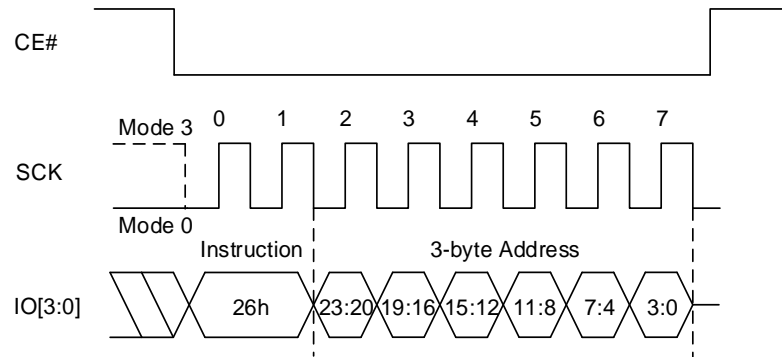 CE#
Mode 3 0 1 2 3 4 5 6 7
SCK
Mode 0
Instruction 3-byte Address
IO[3:0] 26h 23:20 19:16 15:12 11:8 7:4 3:0